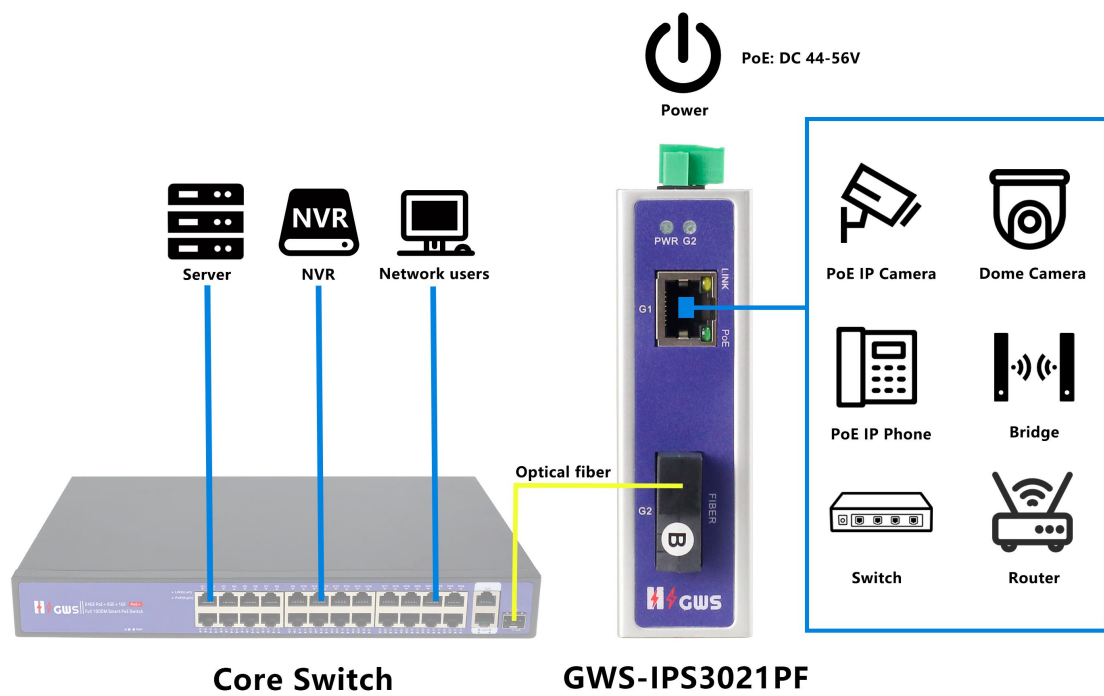 PoE: DC 44-56V
Power
NVR
Server
NVR
Network users
PWR G2
LINK
G1
PoE
PoE IP Camera
Dome Camera
PoE IP Phone
Bridge
Optical fiber
G2
FIBER
B
Switch
Router
GWS
GWS
Core Switch
GWS-IPS3021PF